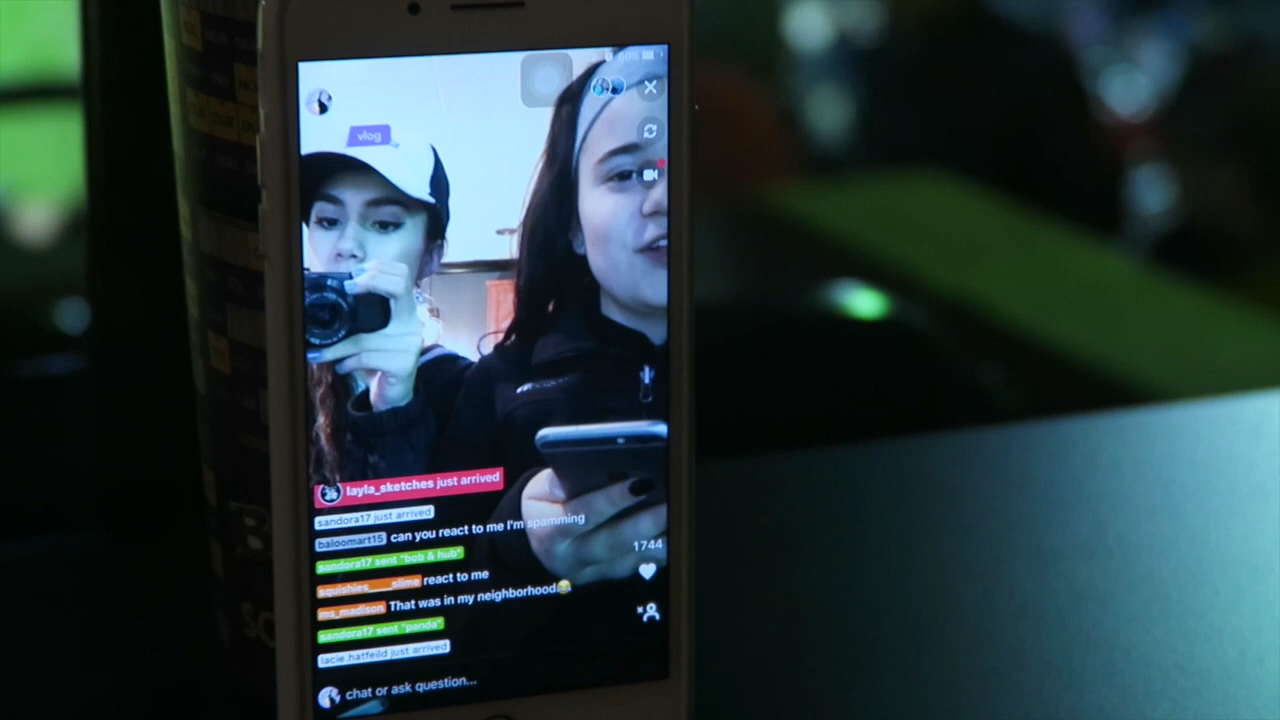 vlog
layla_sketches just arrived
sandora17 just arrived
baloomart15 can you react to me I'm spamming
sandora17 sent "bob & hub"
squishies____slime react to me
ms_madison That was in my neighborhood😂
sandora17 sent "panda"
lacie.hatfeild just arrived
1744
chat or ask question...